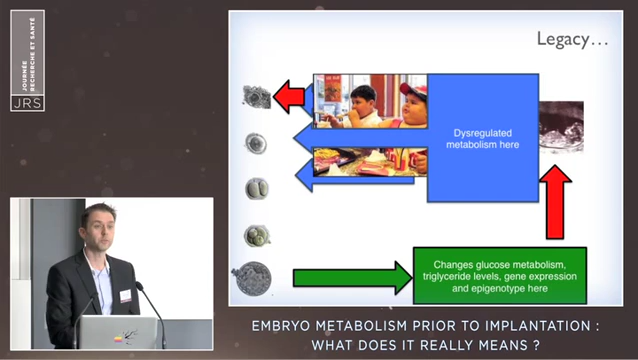 JOURNÉE
RECHERCHE ET SANTÉ
JRS
Legacy…
Dysregulated
metabolism here
Changes glucose metabolism,
triglyceride levels, gene expression
and epigenotype here
EMBRYO METABOLISM PRIOR TO IMPLANTATION :
WHAT DOES IT REALLY MEANS ?